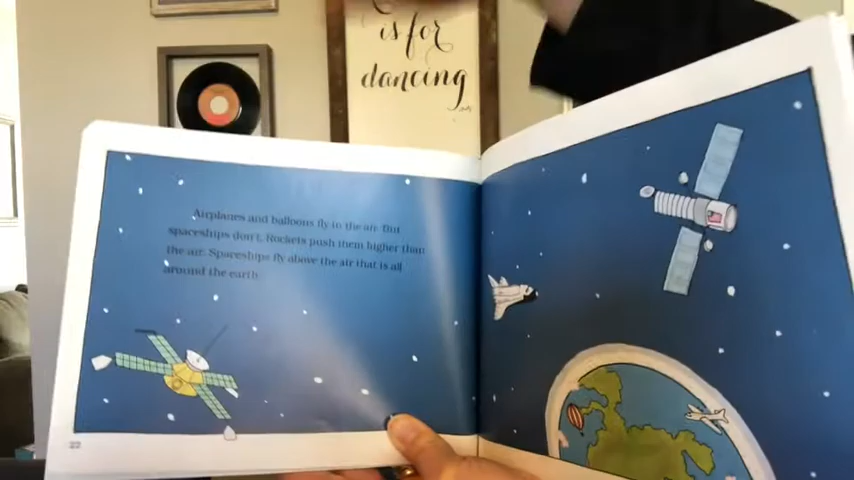 is for
dancing
Airplanes and balloons fly in the air. But
spaceships don't. Rockets push them higher than
the air. Spaceships fly above the air that is all
around the earth.
22